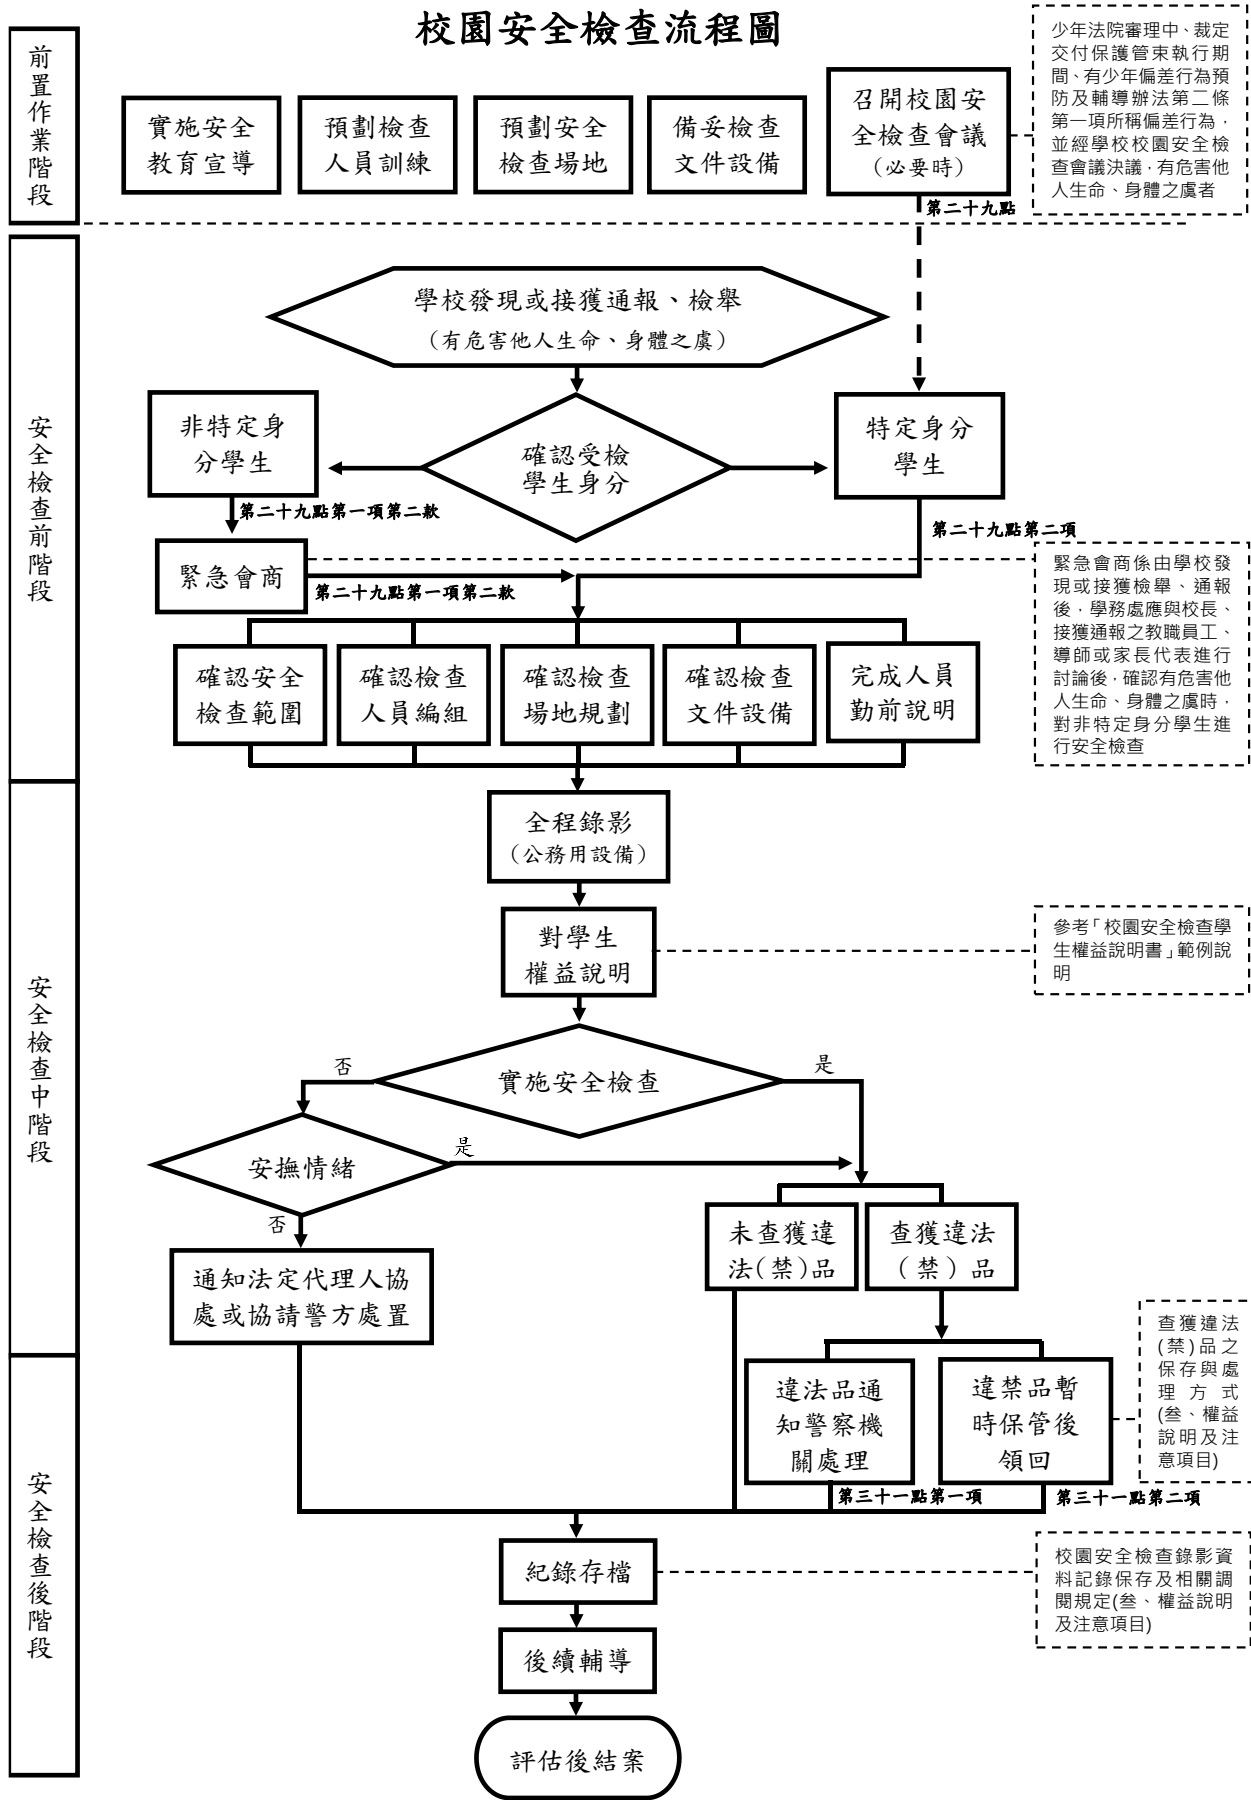 校園安全檢查流程圖
前置作業階段
實施安全
教育宣導
預劃檢查
人員訓練
預劃安全
檢查場地
備妥檢查
文件設備
召開校園安
全檢查會議
(必要時)
第二十九點
少年法院審理中、裁定
交付保護管束執行期
間、有少年偏差行為預
防及輔導辦法第二條
第一項所稱偏差行為，
並經學校校園安全檢
查會議決議，有危害他
人生命、身體之虞者
安全檢查前階段
學校發現或接獲通報、檢舉
（有危害他人生命、身體之虞）
非特定身
分學生
確認受檢
學生身分
特定身分
學生
第二十九點第一項第二款
第二十九點第二項
緊急會商
第二十九點第一項第二款
緊急會商係由學校發
現或接獲檢舉、通報
後，學務處應與校長、
接獲通報之教職員工、
導師或家長代表進行
討論後，確認有危害他
人生命、身體之虞時，
對非特定身分學生進
行安全檢查
確認安全
檢查範圍
確認檢查
人員編組
確認檢查
場地規劃
確認檢查
文件設備
完成人員
勤前說明
安全檢查中階段
全程錄影
（公務用設備）
對學生
權益說明
參考「校園安全檢查學
生權益說明書」範例說
明
實施安全檢查
否
是
安撫情緒
是
否
通知法定代理人協
處或協請警方處置
未查獲違
法(禁)品
查獲違法
（禁）品
違法品通
知警察機
關處理
違禁品暫
時保管後
領回
查獲違法
(禁)品之
保存與處
理方式
(叁、權益
說明及注
意項目)
第三十一點第一項
第三十一點第二項
安全檢查後階段
紀錄存檔
校園安全檢查錄影資
料記錄保存及相關調
閱規定(叁、權益說明
及注意項目)
後續輔導
評估後結案